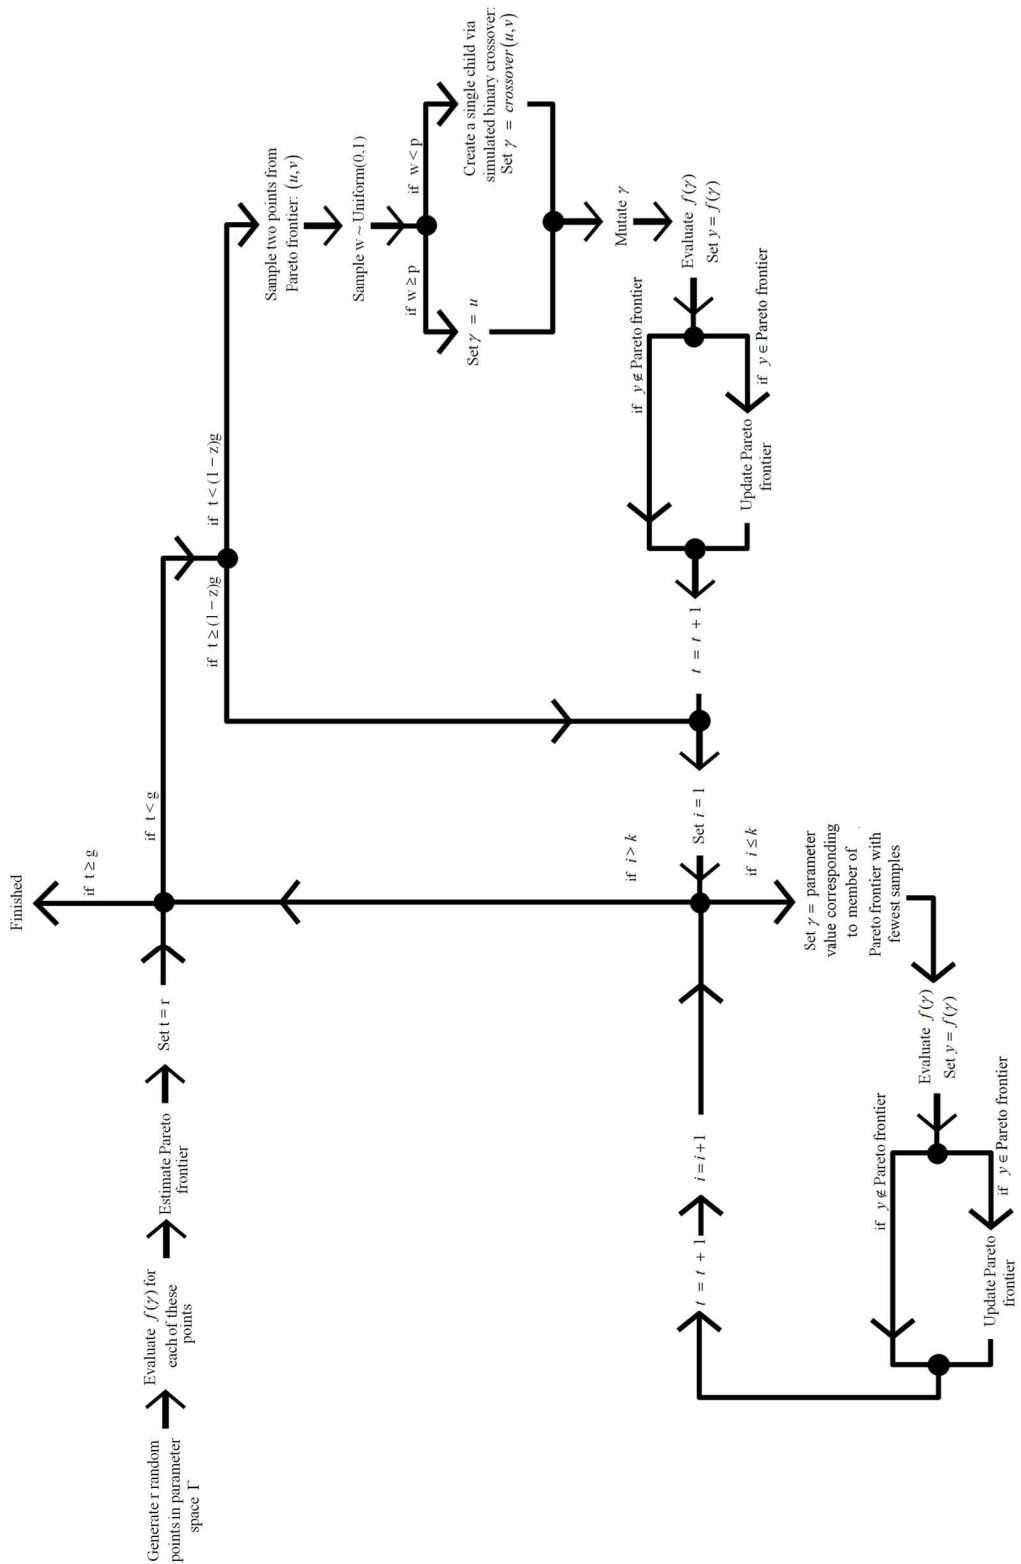 Generate r random
points in parameter
space Γ
Evaluate f(γ) for
each of these
points
Estimate Pareto
frontier
Set t = r
if t ≥ g
Finished
if t < g
if t ≥ (1 − z)g
if t < (1 − z)g
Sample two points from
Pareto frontier: (u,v)
Sample w ~ Uniform(0,1)
if w ≥ p
if w < p
Set γ = u
Create a single child via
simulated binary crossover:
Set γ = crossover(u,v)
Mutate γ
Evaluate f(γ)
Set y = f(γ)
if y ∉ Pareto frontier
if y ∈ Pareto frontier
Update Pareto
frontier
t = t + 1
Set i = 1
if i > k
if i ≤ k
Set γ = parameter
value corresponding
to member of
Pareto frontier with
fewest samples
Evaluate f(γ)
Set y = f(γ)
if y ∉ Pareto frontier
if y ∈ Pareto frontier
Update Pareto
frontier
t = t + 1
i = i+1